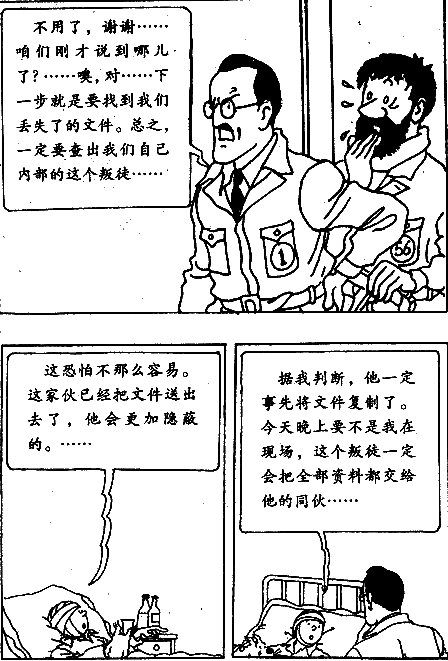 不用了，谢谢……
咱们刚才说到哪儿
了？……噢，对……下
一步就是要找到我们
丢失了的文件。总之，
一定要查出我们自己
内部的这个叛徒……
1
56
这恐怕不那么容易。
这家伙已经把文件送出
去了，他会更加隐蔽
的。……
据我判断，他一定
事先将文件复制了。
今天晚上要不是我在
现场，这个叛徒一定
会把全部资料都交给
他的同伙……